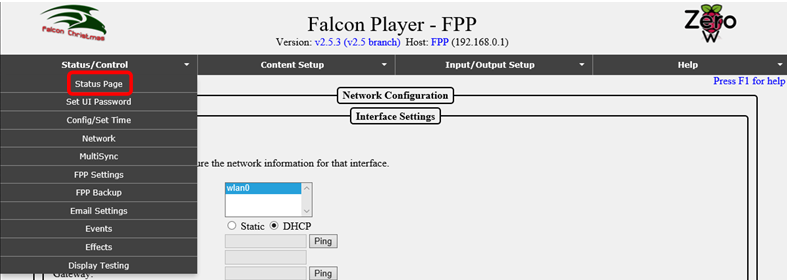 Falcon Christmas
Falcon Player - FPP
Zero
W
Version: v2.5.3 (v2.5 branch) Host: FPP (192.168.0.1)
Status/Control Content Setup Input/Output Setup Help
Press F1 for help
Status Page
Set UI Password
Config/Set Time
Network
MultiSync
FPP Settings
FPP Backup
Email Settings
Events
Effects
Display Testing
Network Configuration
Interface Settings
ure the network information for that interface.
wlan0
Static DHCP
Ping
Gateway: Ping